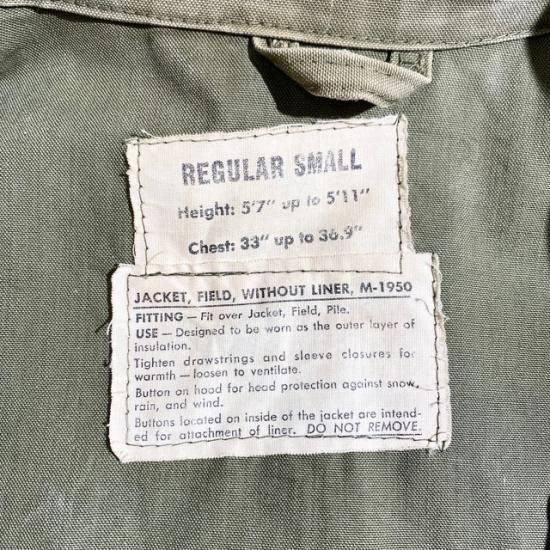 REGULAR SMALL
Height: 5'7" up to 5'11"
Chest: 33" up to 36.9"
JACKET, FIELD, WITHOUT LINER, M-1950
FITTING — Fit over Jacket, Field, Pile.
USE — Designed to be worn as the outer layer of
insulation.
Tighten drawstrings and sleeve closures for
warmth — loosen to ventilate.
Button on hood for head protection against snow,
rain, and wind.
Buttons located on inside of the jacket are intend-
ed for attachment of liner. DO NOT REMOVE.